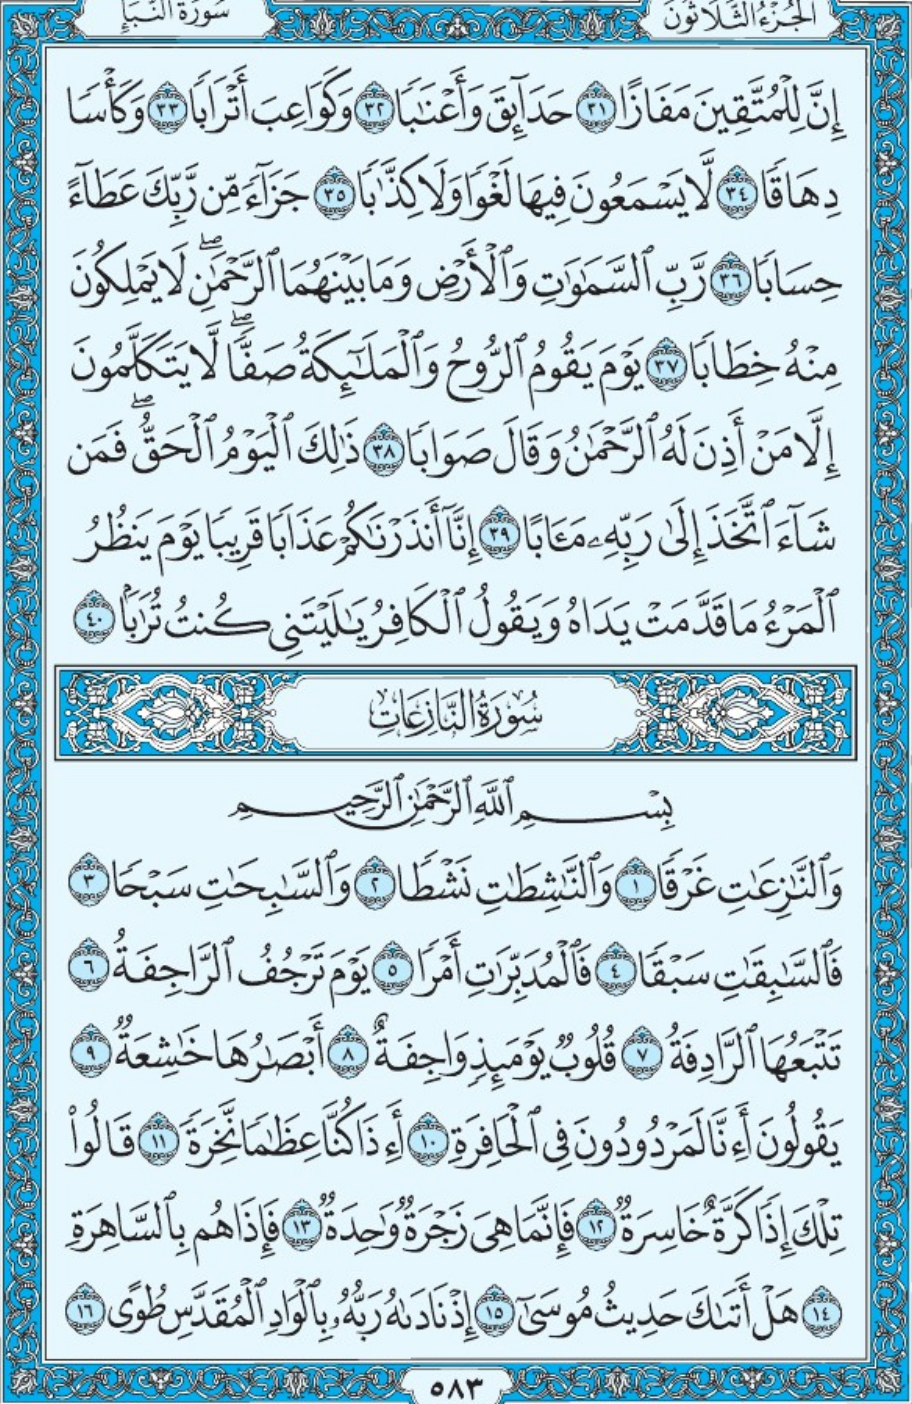 الجُزْءُ الثَّلَاثُونَ
سُورَةُ النَّبَإِ
إِنَّ لِلْمُتَّقِينَ مَفَازًا ٣١ حَدَآئِقَ وَأَعْنَٰبًا ٣٢ وَكَوَاعِبَ أَتْرَابًا ٣٣ وَكَأْسًا
دِهَاقًا ٣٤ لَّا يَسْمَعُونَ فِيهَا لَغْوًا وَلَا كِذَّٰبًا ٣٥ جَزَآءً مِّن رَّبِّكَ عَطَآءً
حِسَابًا ٣٦ رَّبِّ ٱلسَّمَٰوَٰتِ وَٱلْأَرْضِ وَمَا بَيْنَهُمَا ٱلرَّحْمَٰنِۖ لَا يَمْلِكُونَ
مِنْهُ خِطَابًا ٣٧ يَوْمَ يَقُومُ ٱلرُّوحُ وَٱلْمَلَٰٓئِكَةُ صَفًّاۖ لَّا يَتَكَلَّمُونَ
إِلَّا مَنْ أَذِنَ لَهُ ٱلرَّحْمَٰنُ وَقَالَ صَوَابًا ٣٨ ذَٰلِكَ ٱلْيَوْمُ ٱلْحَقُّۖ فَمَن
شَآءَ ٱتَّخَذَ إِلَىٰ رَبِّهِۦ مَـَٔابًا ٣٩ إِنَّآ أَنذَرْنَٰكُمْ عَذَابًا قَرِيبًا يَوْمَ يَنظُرُ
ٱلْمَرْءُ مَا قَدَّمَتْ يَدَاهُ وَيَقُولُ ٱلْكَافِرُ يَٰلَيْتَنِى كُنتُ تُرَٰبًۢا ٤٠
سُورَةُ النَّازِعَاتِ
بِسْمِ ٱللَّهِ ٱلرَّحْمَٰنِ ٱلرَّحِيمِ
وَٱلنَّٰزِعَٰتِ غَرْقًا ١ وَٱلنَّٰشِطَٰتِ نَشْطًا ٢ وَٱلسَّٰبِحَٰتِ سَبْحًا ٣
فَٱلسَّٰبِقَٰتِ سَبْقًا ٤ فَٱلْمُدَبِّرَٰتِ أَمْرًا ٥ يَوْمَ تَرْجُفُ ٱلرَّاجِفَةُ ٦
تَتْبَعُهَا ٱلرَّادِفَةُ ٧ قُلُوبٌ يَوْمَئِذٍ وَاجِفَةٌ ٨ أَبْصَٰرُهَا خَٰشِعَةٌ ٩
يَقُولُونَ أَءِنَّا لَمَرْدُودُونَ فِى ٱلْحَافِرَةِ ١٠ أَءِذَا كُنَّا عِظَٰمًا نَّخِرَةً ١١ قَالُوا۟
تِلْكَ إِذًا كَرَّةٌ خَاسِرَةٌ ١٢ فَإِنَّمَا هِىَ زَجْرَةٌ وَٰحِدَةٌ ١٣ فَإِذَا هُم بِٱلسَّاهِرَةِ
١٤ هَلْ أَتَىٰكَ حَدِيثُ مُوسَىٰٓ ١٥ إِذْ نَادَىٰهُ رَبُّهُۥ بِٱلْوَادِ ٱلْمُقَدَّسِ طُوًى ١٦
٥٨٣